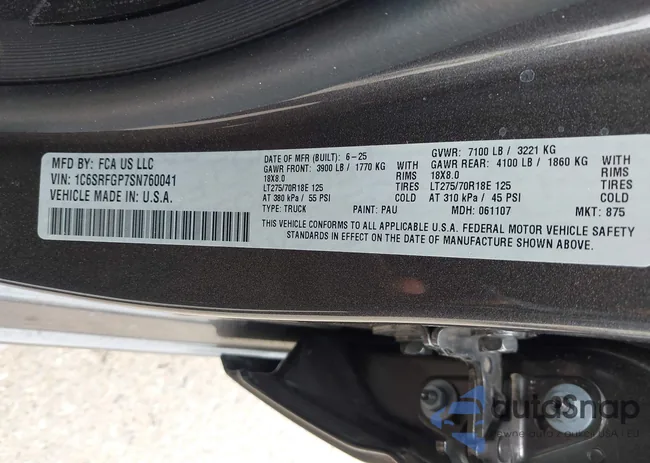 MFD BY: FCA US LLC
VIN: 1C6SRFGP7SN760041
VEHICLE MADE IN: U.S.A.
DATE OF MFR (BUILT): 6-25
GVWR: 7100 LB / 3221 KG
GAWR FRONT: 3900 LB / 1770 KG
GAWR REAR: 4100 LB / 1860 KG
18X8.0 RIMS
18X8.0 RIMS
LT275/70R18E 125 TIRES
LT275/70R18E 125 TIRES
AT 380 kPa / 55 PSI COLD
AT 310 kPa / 45 PSI COLD
TYPE: TRUCK PAINT: PAU MDH: 061107 MKT: 875
THIS VEHICLE CONFORMS TO ALL APPLICABLE U.S.A. FEDERAL MOTOR VEHICLE SAFETY
STANDARDS IN EFFECT ON THE DATE OF MANUFACTURE SHOWN ABOVE.
autoSnap